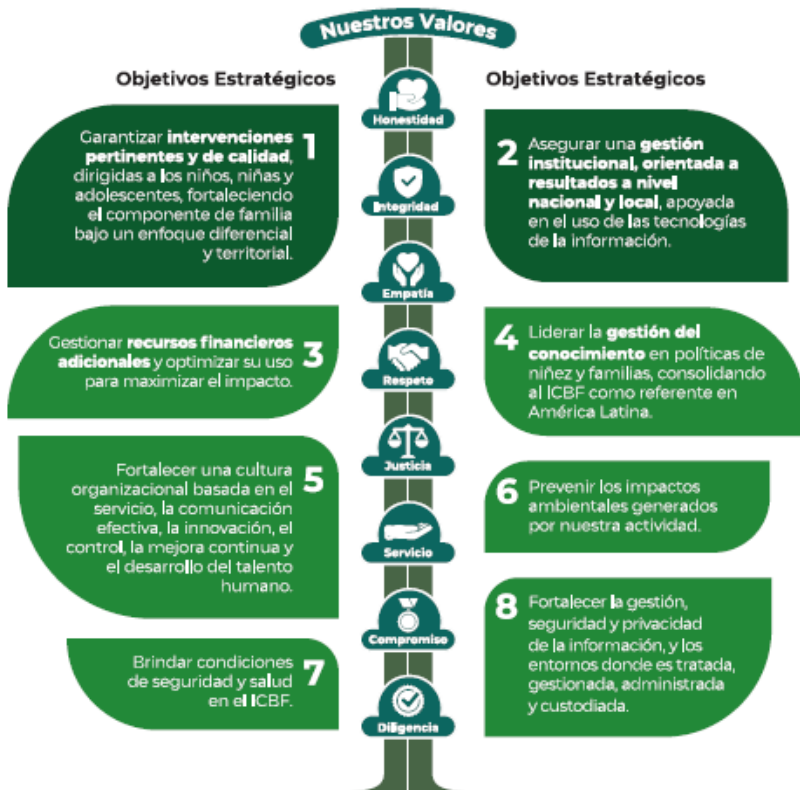 Nuestros Valores
Objetivos Estratégicos
Objetivos Estratégicos
Honestidad
Integridad
Empatía
Respeto
Justicia
Servicio
Compromiso
Diligencia
1
Garantizar intervenciones
pertinentes y de calidad,
dirigidas a los niños, niñas y
adolescentes, fortaleciendo
el componente de familia
bajo un enfoque diferencial
y territorial.
2
Asegurar una gestión
institucional, orientada a
resultados a nivel
nacional y local, apoyada
en el uso de las tecnologías
de la información.
3
Gestionar recursos financieros
adicionales y optimizar su uso
para maximizar el impacto.
4
Liderar la gestión del
conocimiento en políticas de
niñez y familias, consolidando
al ICBF como referente en
América Latina.
5
Fortalecer una cultura
organizacional basada en el
servicio, la comunicación
efectiva, la innovación, el
control, la mejora continua y
el desarrollo del talento
humano.
6
Prevenir los impactos
ambientales generados
por nuestra actividad.
7
Brindar condiciones
de seguridad y salud
en el ICBF.
8
Fortalecer la gestión,
seguridad y privacidad
de la información, y los
entornos donde es tratada,
gestionada, administrada
y custodiada.